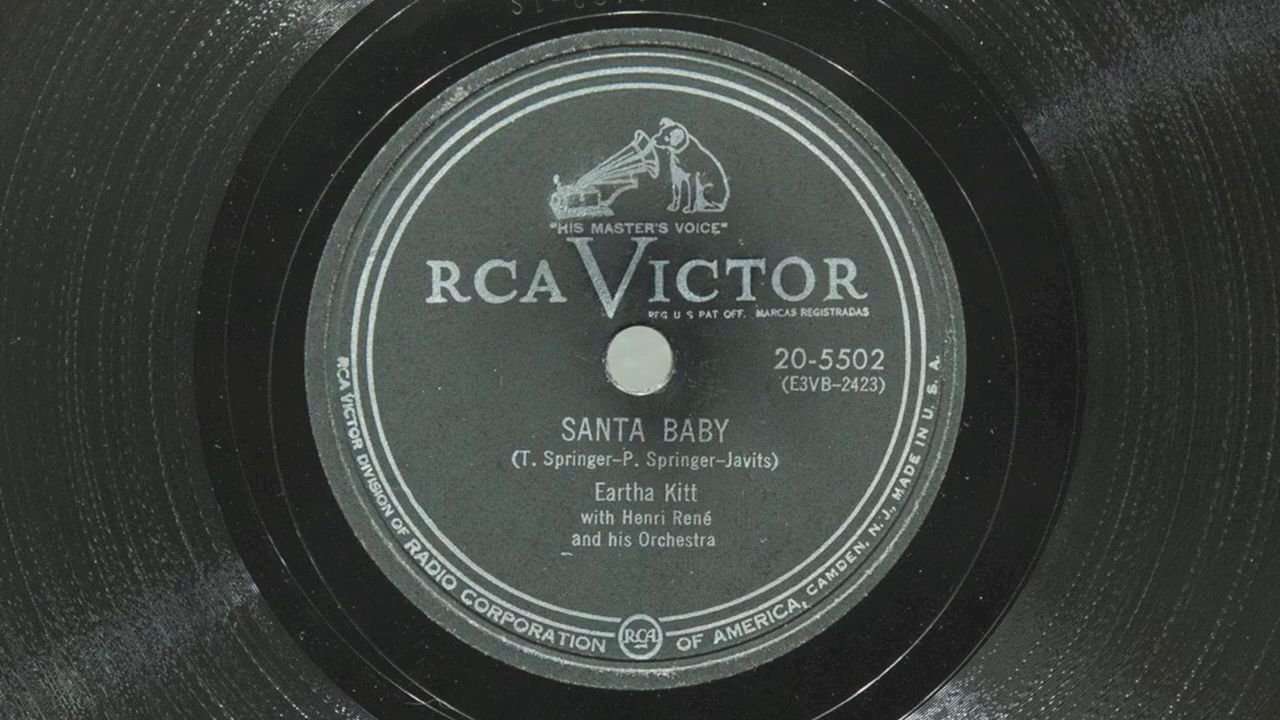 "HIS MASTER'S VOICE"
RCA VICTOR
REG U S PAT OFF. MARCAS REGISTRADAS
20-5502
(E3VB-2423)
SANTA BABY
(T. Springer-P. Springer-Javits)
Eartha Kitt
with Henri René
and his Orchestra
RCA VICTOR DIVISION OF RADIO CORPORATION RCA OF AMERICA, CAMDEN, N.J., MADE IN U. S. A.